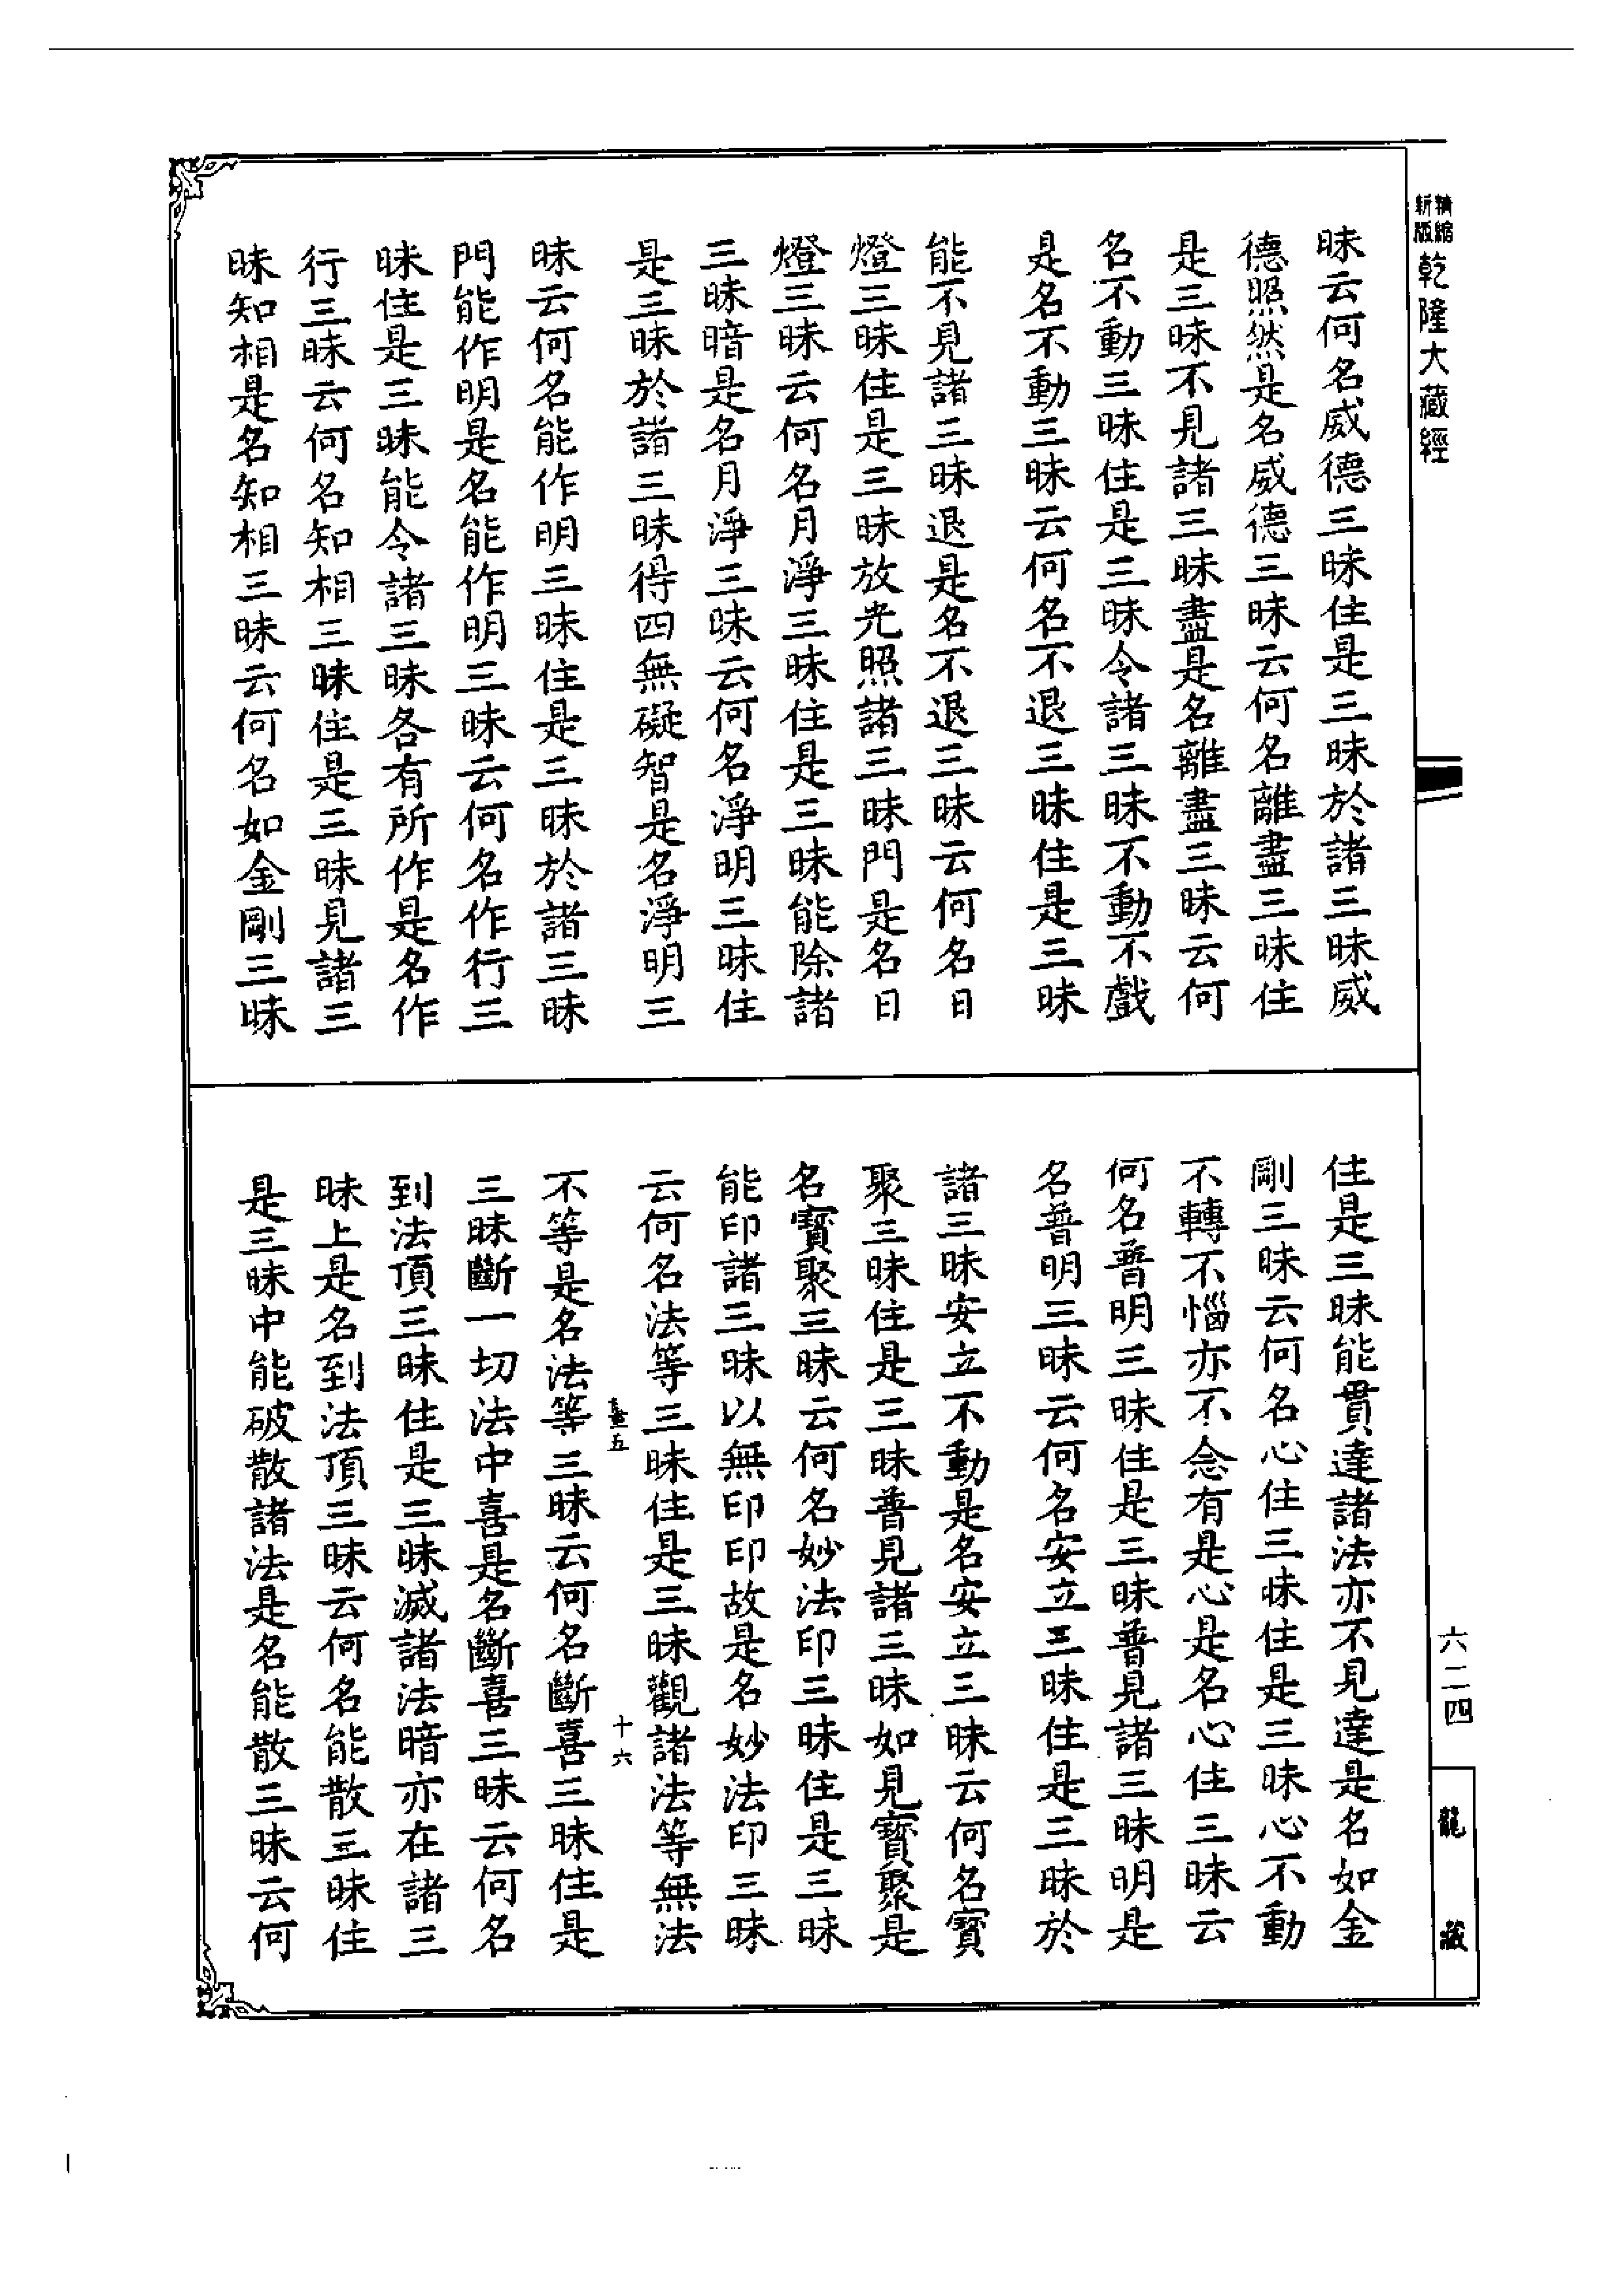 精縮
新版
乾隆大藏經
昧云何名威德三昧住是三昧於諸三昧威
德照然是名威德三昧云何名離盡三昧住
是三昧不見諸三昧盡是名離盡三昧云何
名不動三昧住是三昧令諸三昧不動不戲
是名不動三昧云何名不退三昧住是三昧
能不見諸三昧退是名不退三昧云何名日
燈三昧住是三昧放光照諸三昧門是名日
燈三昧云何名月淨三昧住是三昧能除諸
三昧暗是名月淨三昧云何名淨明三昧住
是三昧於諸三昧得四無礙智是名淨明三
昧云何名能作明三昧住是三昧於諸三昧
門能作明是名能作明三昧云何名作行三
昧住是三昧能令諸三昧各有所作是名作
行三昧云何名知相三昧住是三昧見諸三
昧知相是名知相三昧云何名如金剛三昧
住是三昧能貫達諸法亦不見達是名如金
剛三昧云何名心住三昧住是三昧心不動
不轉不惱亦不念有是心是名心住三昧云
何名普明三昧住是三昧普見諸三昧明是
名普明三昧云何名安立三昧住是三昧於
諸三昧安立不動是名安立三昧云何名寶
聚三昧住是三昧普見諸三昧如見寶聚是
名寶聚三昧云何名妙法印三昧住是三昧
能印諸三昧以無印印故是名妙法印三昧
云何名法等三昧住是三昧觀諸法等無法
五 十六
不等是名法等三昧云何名斷喜三昧住是
三昧斷一切法中喜是名斷喜三昧云何名
到法頂三昧住是三昧滅諸法暗亦在諸三
昧上是名到法頂三昧云何名能散三昧住
是三昧中能破散諸法是名能散三昧云何
六二四
龍藏